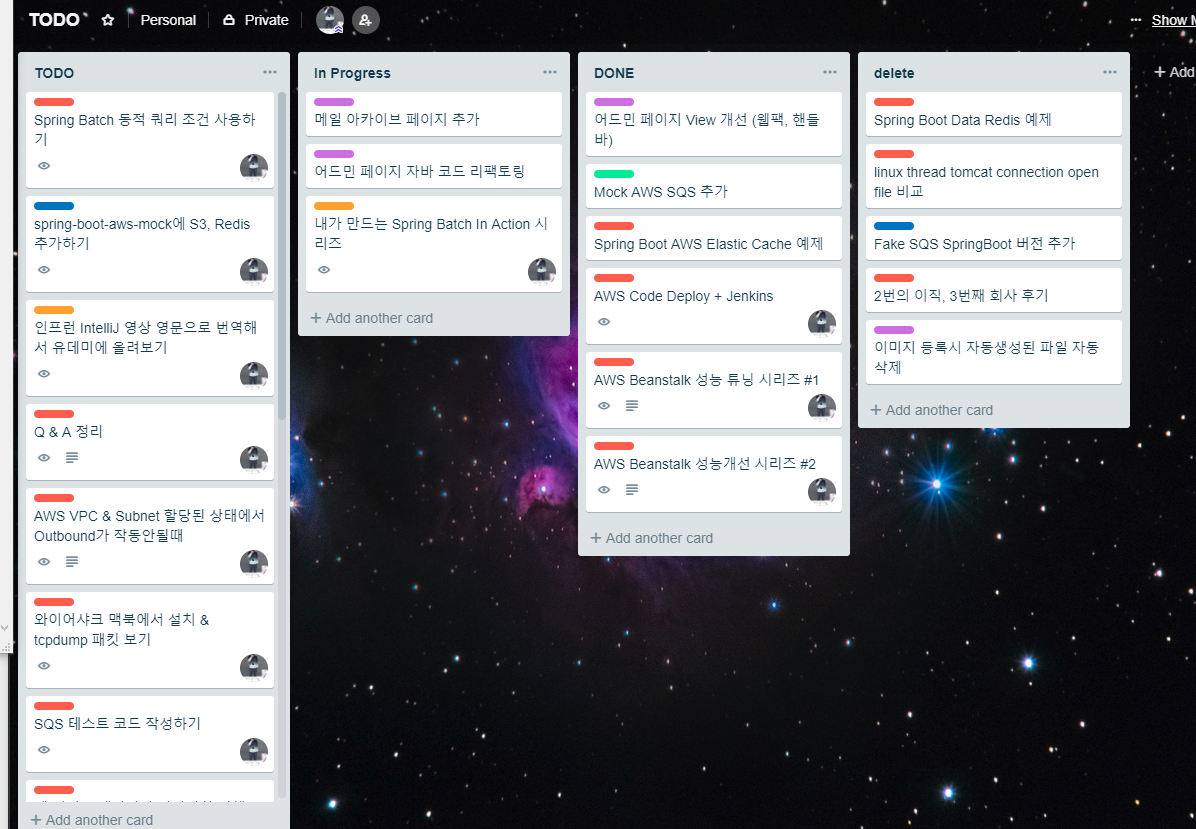 TODO
Personal
Private
Show
TODO
Spring Batch 동적 쿼리 조건 사용하
기
spring-boot-aws-mock에 S3, Redis
추가하기
인프런 IntelliJ 영상 영문으로 번역해
서 유데미에 올려보기
Q & A 정리
AWS VPC & Subnet 할당된 상태에서
Outbound가 작동안될때
와이어샤크 맥북에서 설치 &
tcpdump 패킷 보기
SQS 테스트 코드 작성하기
+ Add another card
In Progress
메일 아카이브 페이지 추가
어드민 페이지 자바 코드 리팩토링
내가 만드는 Spring Batch In Action 시
리즈
+ Add another card
DONE
어드민 페이지 View 개선 (웹팩, 핸들
바)
Mock AWS SQS 추가
Spring Boot AWS Elastic Cache 예제
AWS Code Deploy + Jenkins
AWS Beanstalk 성능 튜닝 시리즈 #1
AWS Beanstalk 성능개선 시리즈 #2
+ Add another card
delete
Spring Boot Data Redis 예제
linux thread tomcat connection open
file 비교
Fake SQS SpringBoot 버전 추가
2번의 이직, 3번째 회사 후기
이미지 등록시 자동생성된 파일 자동
삭제
+ Add another card
+ Add